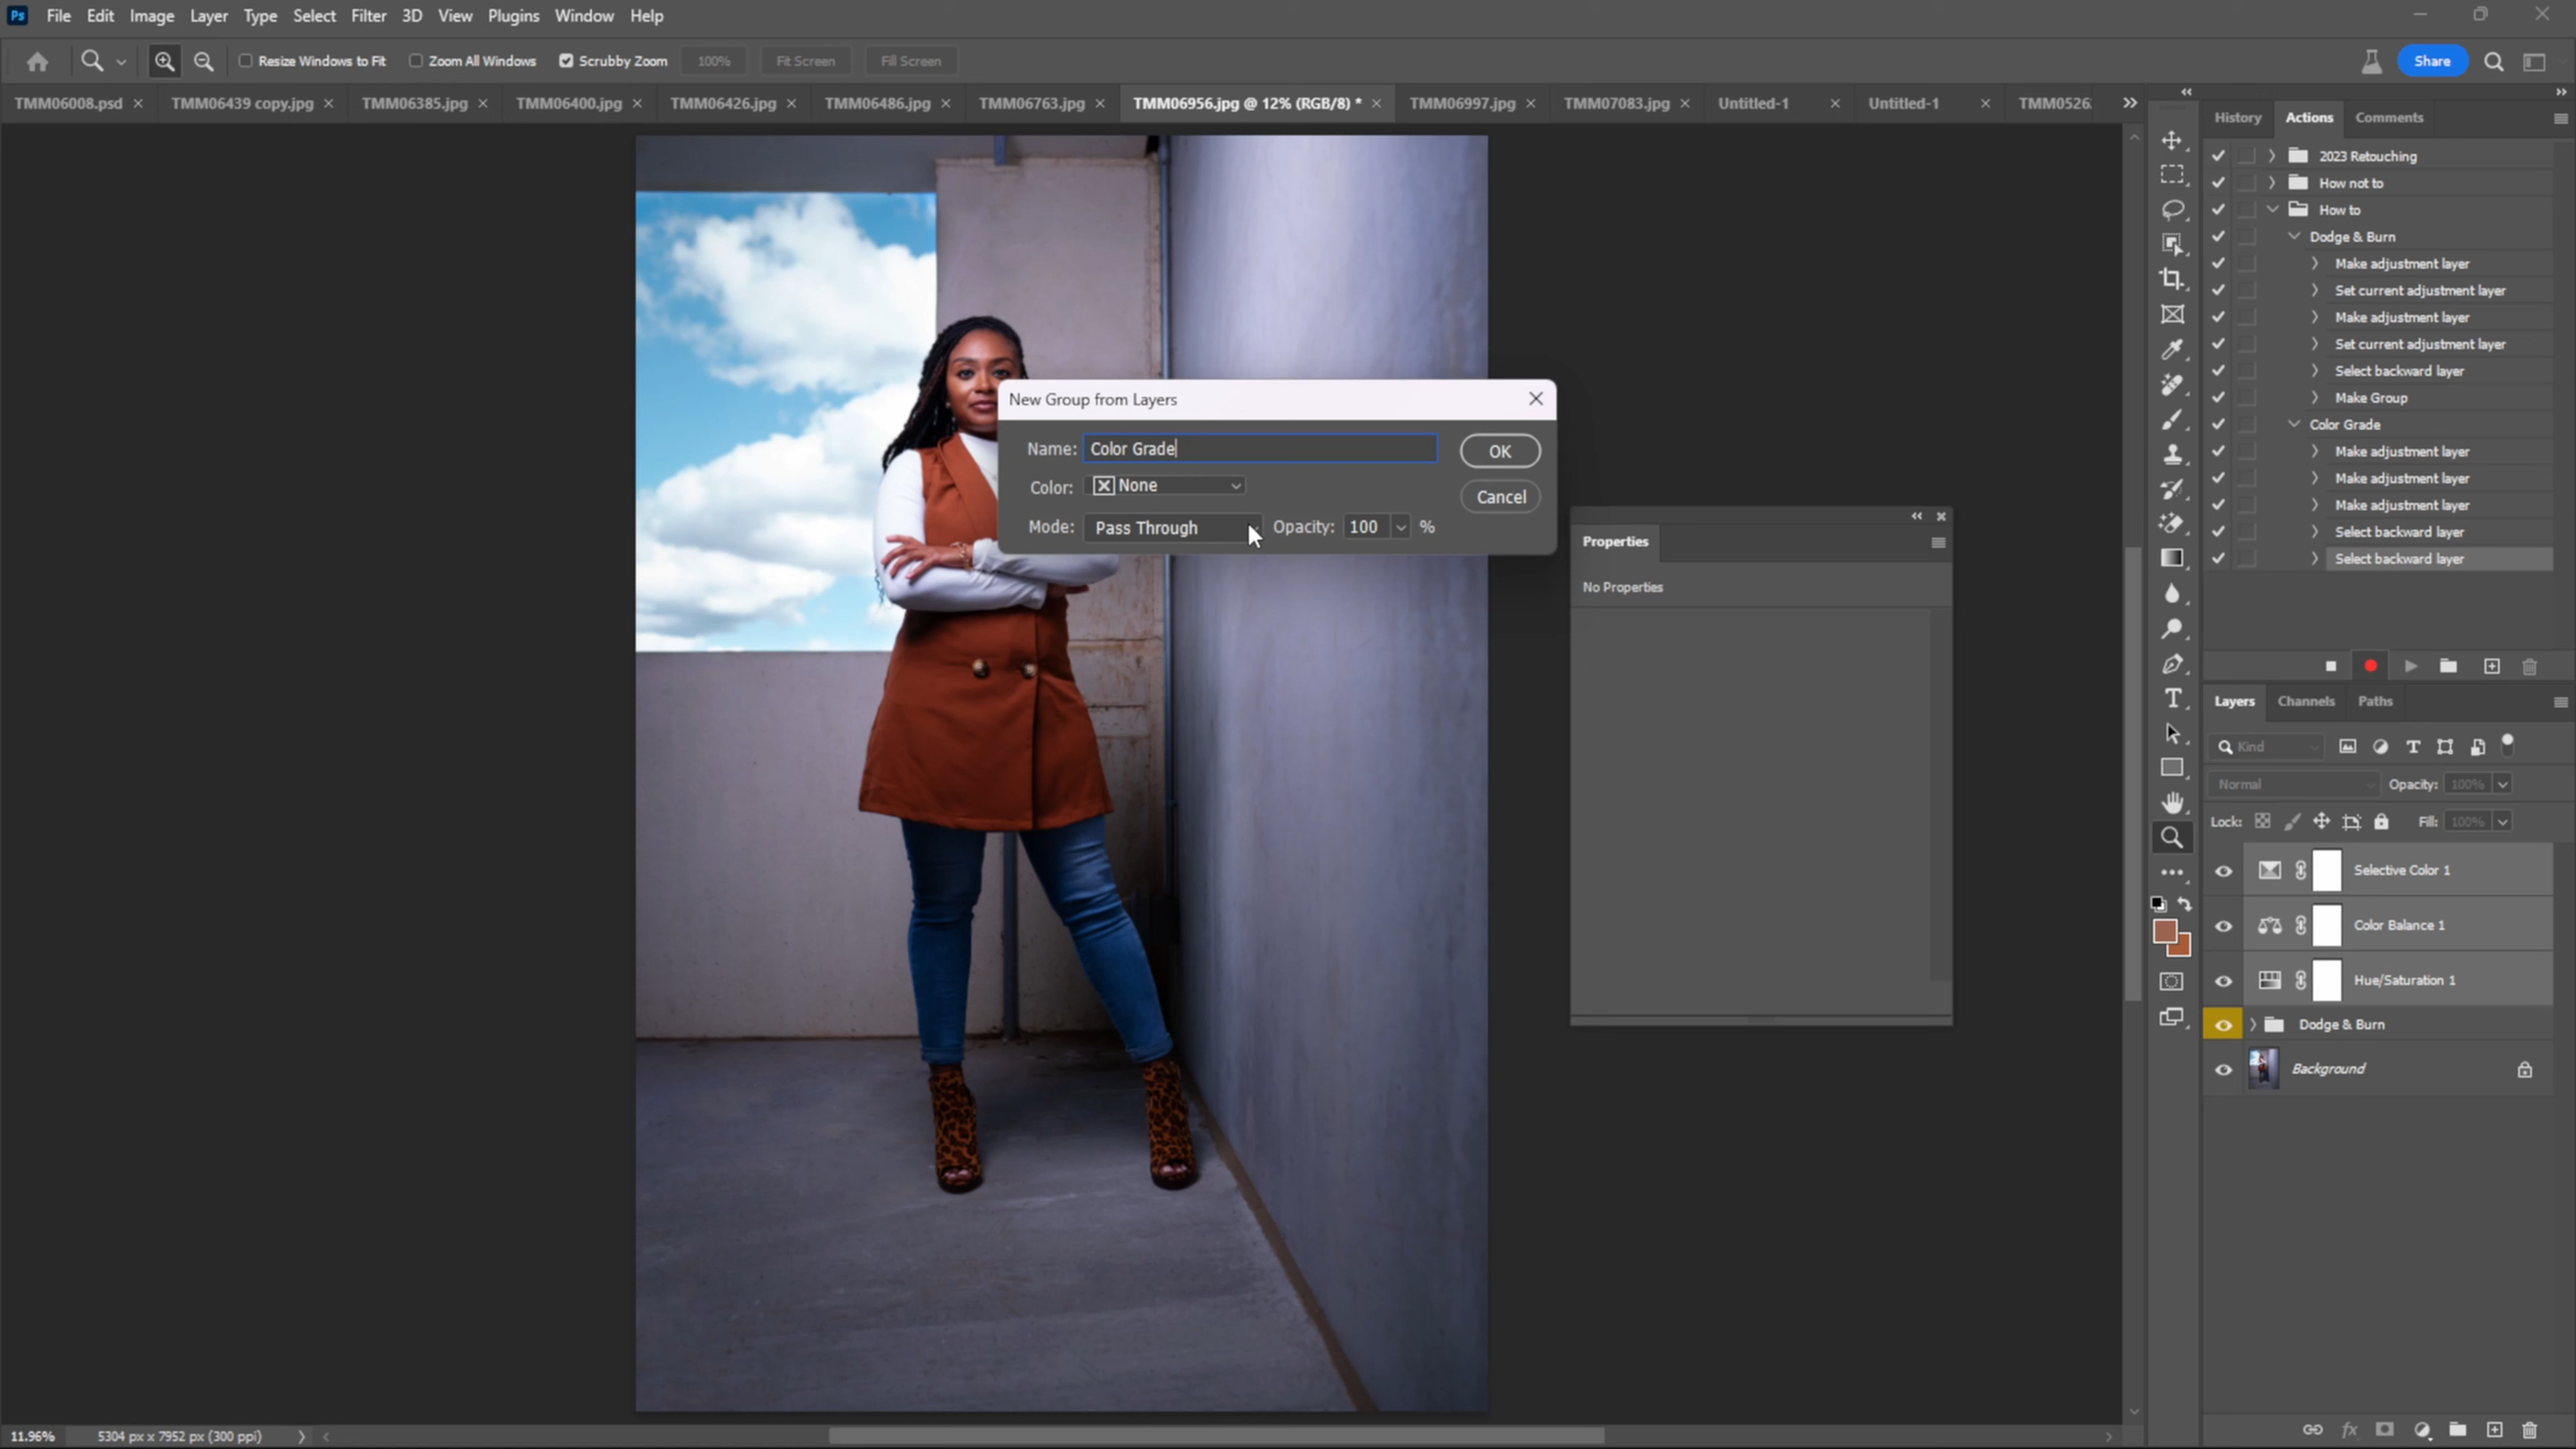 Ps File Edit Image Layer Type Select Filter 3D View Plugins Window Help
Resize Windows to Fit Zoom All Windows Scrubby Zoom 100% Fit Screen Fill Screen Share
TMM06008.psd TMM06439 copy.jpg TMM06385.jpg TMM06400.jpg TMM06426.jpg TMM06486.jpg TMM06763.jpg TMM06956.jpg @ 12% (RGB/8) * TMM06997.jpg TMM07083.jpg Untitled-1 Untitled-1 TMM0526
History Actions Comments
2023 Retouching
How not to
How to
Dodge & Burn
Make adjustment layer
Set current adjustment layer
Make adjustment layer
Set current adjustment layer
Select backward layer
Make Group
Color Grade
Make adjustment layer
Make adjustment layer
Make adjustment layer
Select backward layer
Select backward layer
New Group from Layers
Name: Color Grade OK
Color: None Cancel
Mode: Pass Through Opacity: 100 %
Properties
No Properties
Layers Channels Paths
Kind
Normal Opacity: 100%
Lock: Fill: 100%
Selective Color 1
Color Balance 1
Hue/Saturation 1
Dodge & Burn
Background
11.96% 5304 px x 7952 px (300 ppi)